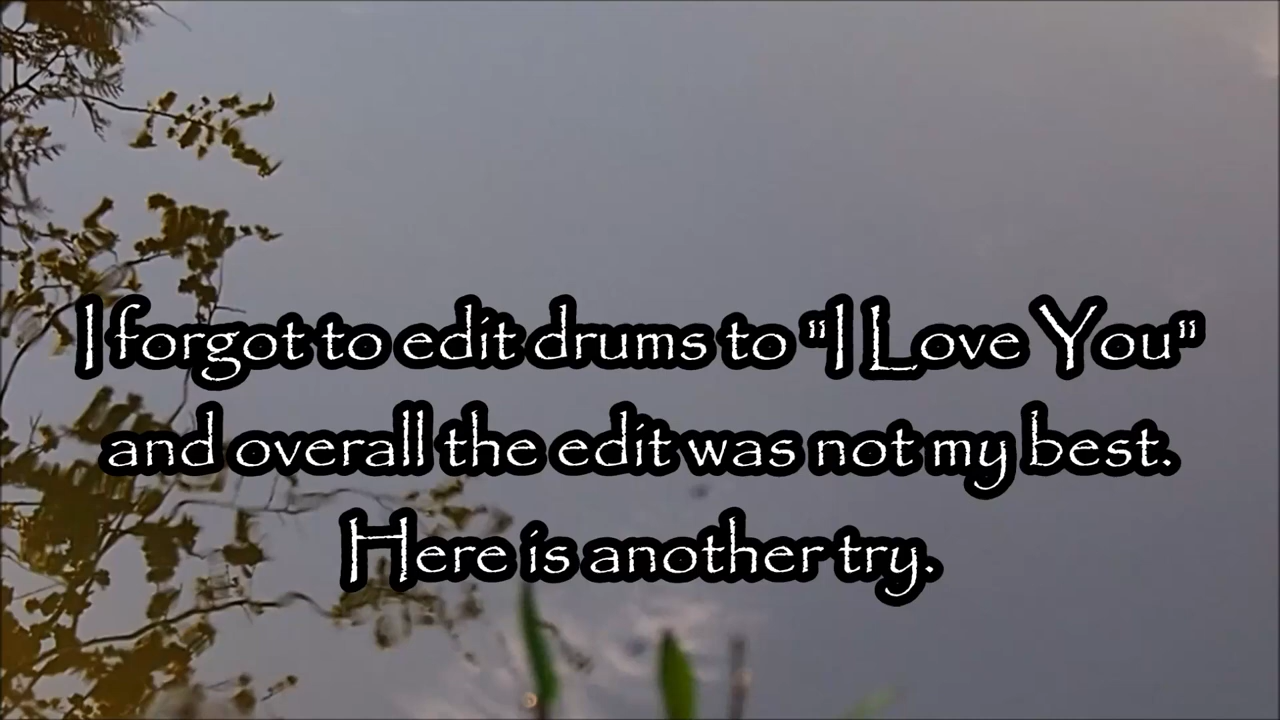 I forgot to edit drums to "I Love You"
and overall the edit was not my best.
Here is another try.